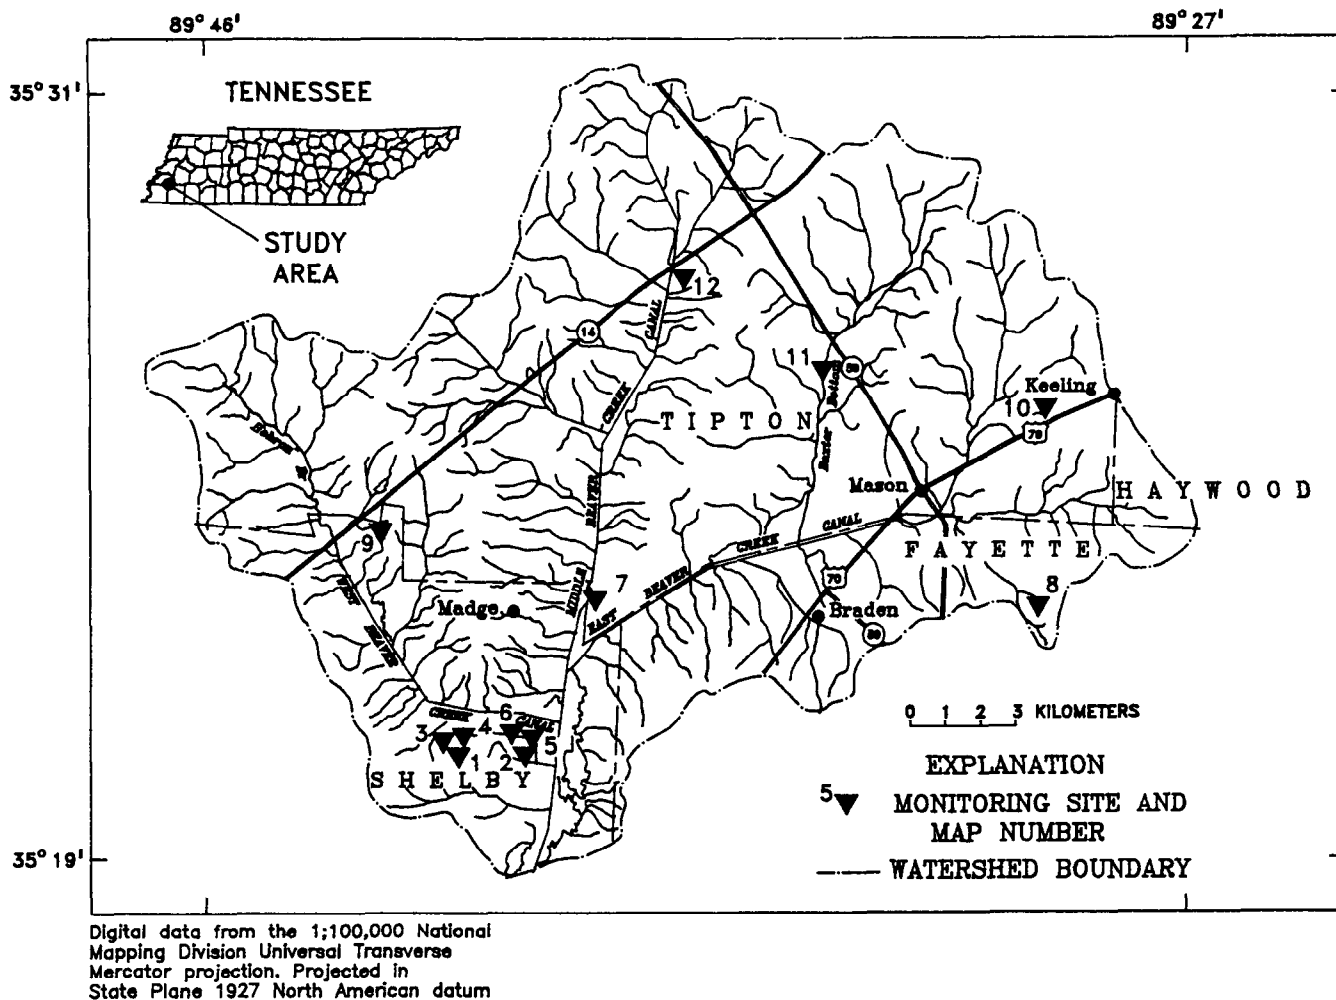 89° 46'
89° 27'
35° 31'
TENNESSEE
STUDY
AREA
12
CANAL
14
11
59
Keeling
10
CREEK
TIPTON
Bottom
79
Baxter
BEAVER
Mason
HAYWOOD
9
CREEK CANAL
FAYETTE
WEST
MIDDLE
7
BEAVER
70
8
Madge
EAST
Braden
59
BEAVER
CREEK
CANAL
6
3
4
5
1
2
SHELBY
0 1 2 3 KILOMETERS
EXPLANATION
5
MONITORING SITE AND
MAP NUMBER
WATERSHED BOUNDARY
35° 19'
Digital data from the 1;100,000 National
Mapping Division Universal Transverse
Mercator projection. Projected in
State Plane 1927 North American datum